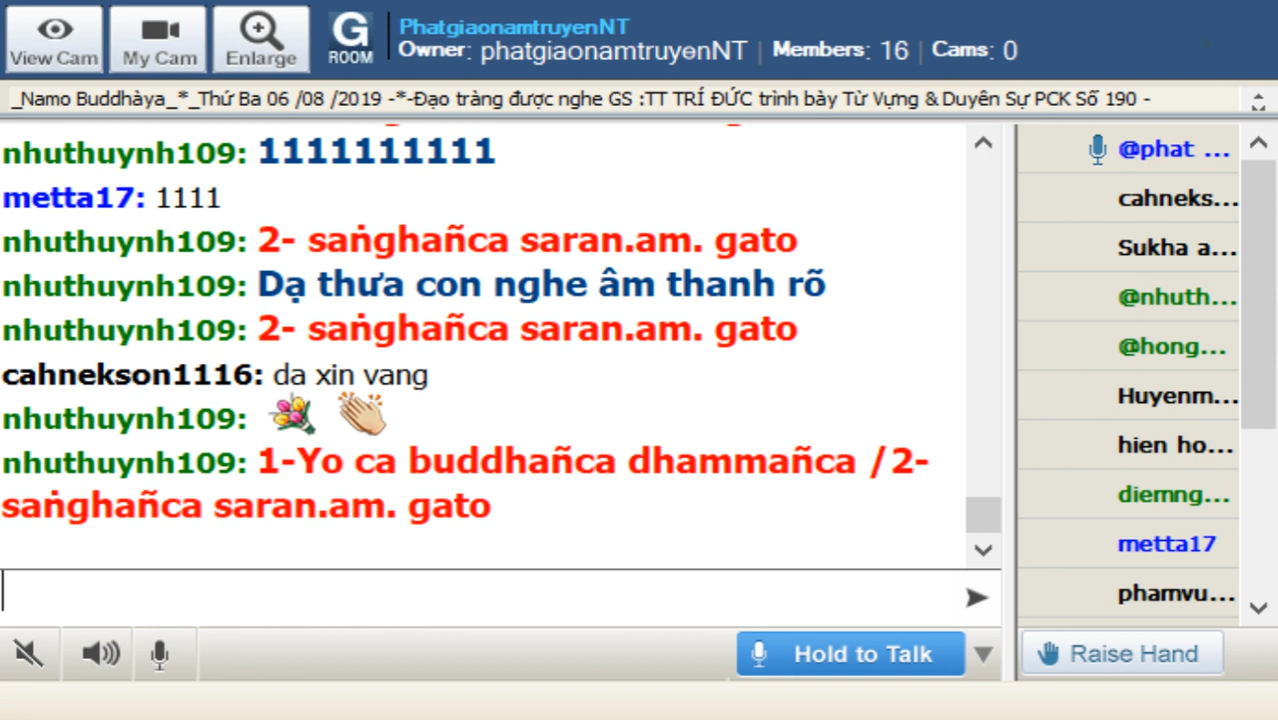 View Cam
My Cam
Enlarge
G
ROOM
PhatgiaonamtruyenNT
Owner: phatgiaonamtruyenNT | Members: 16 | Cams: 0
_Namo Buddhàya_*_Thứ Ba 06 /08 /2019 -*-Đạo tràng được nghe GS :TT TRÍ ĐỨC trình bày Từ Vựng & Duyên Sự PCK Số 190 -
nhuthuynh109: 1111111111
metta17: 1111
nhuthuynh109: 2- saṅghañca saran.am. gato
nhuthuynh109: Dạ thưa con nghe âm thanh rõ
nhuthuynh109: 2- saṅghañca saran.am. gato
cahnekson1116: da xin vang
nhuthuynh109:
nhuthuynh109: 1-Yo ca buddhañca dhammañca /2-
saṅghañca saran.am. gato
@phat ...
cahneks...
Sukha a...
@nhuth...
@hong...
Huyenm...
hien ho...
diemng...
metta17
phamvu...
Hold to Talk
Raise Hand